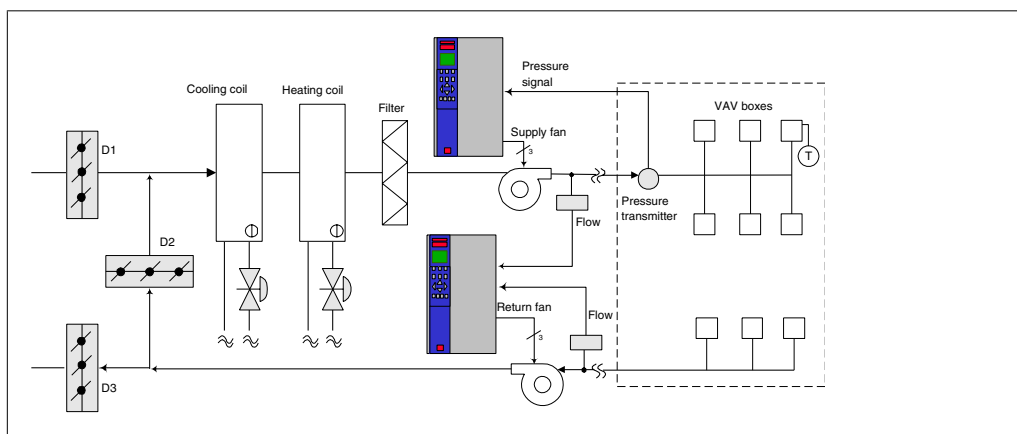 Pressure
signal
Cooling coil
Heating coil
Filter
VAV boxes
Supply fan
3
D1
T
Pressure
transmitter
Flow
D2
Return fan
Flow
3
D3